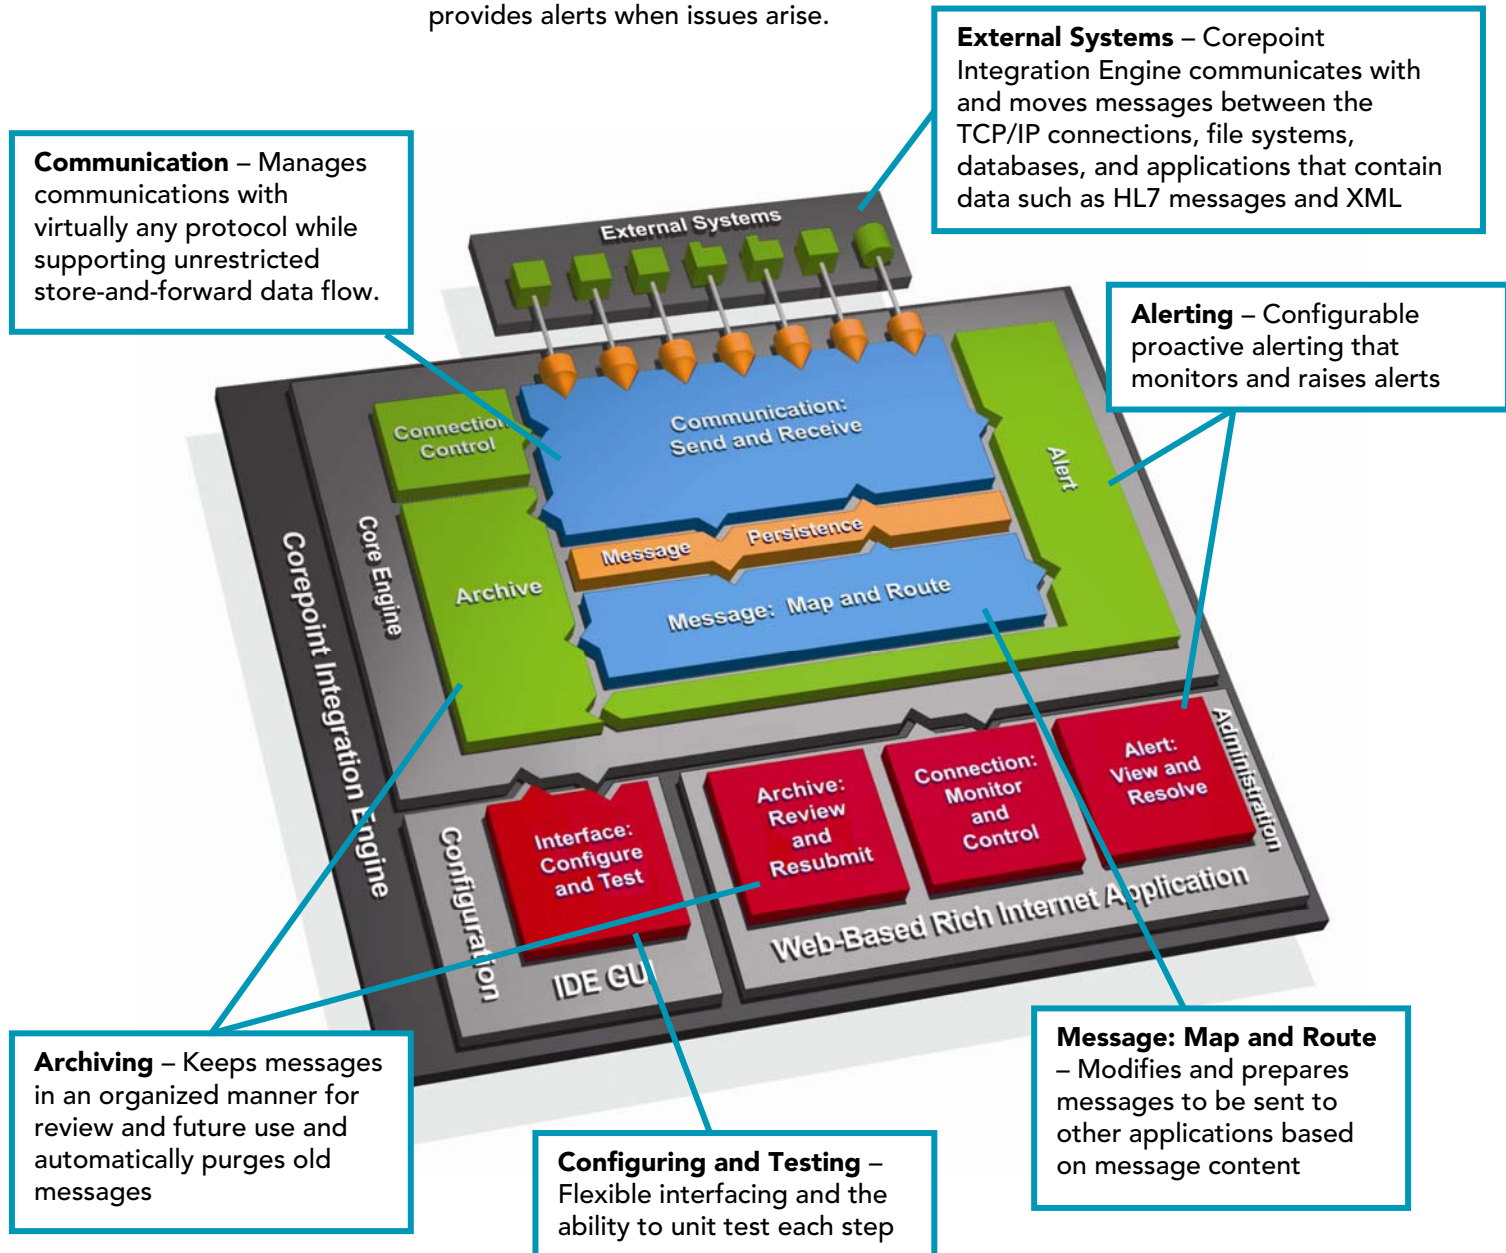 provides alerts when issues arise.
External Systems – Corepoint
Integration Engine communicates with
and moves messages between the
TCP/IP connections, file systems,
databases, and applications that contain
data such as HL7 messages and XML
Communication – Manages
communications with
virtually any protocol while
supporting unrestricted
store-and-forward data flow.
Alerting – Configurable
proactive alerting that
monitors and raises alerts
External Systems
Connection
Control
Communication:
Send and Receive
Alert
Core Engine
Archive
Message Persistence
Message: Map and Route
Corepoint Integration Engine
Configuration
Interface:
Configure
and Test
IDE GUI
Archive:
Review
and
Resubmit
Connection:
Monitor
and
Control
Alert:
View and
Resolve
Administration
Web-Based Rich Internet Application
Archiving – Keeps messages
in an organized manner for
review and future use and
automatically purges old
messages
Configuring and Testing –
Flexible interfacing and the
ability to unit test each step
Message: Map and Route
– Modifies and prepares
messages to be sent to
other applications based
on message content